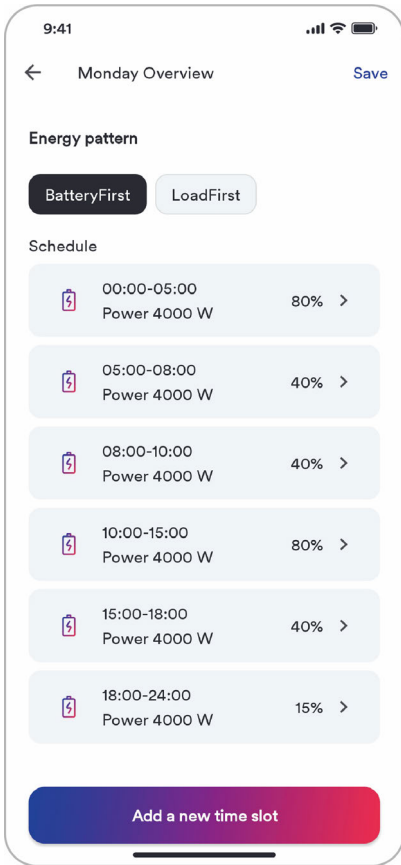 9:41
Monday Overview
Save
Energy pattern
BatteryFirst
LoadFirst
Schedule
00:00-05:00
Power 4000 W
80%
05:00-08:00
Power 4000 W
40%
08:00-10:00
Power 4000 W
40%
10:00-15:00
Power 4000 W
80%
15:00-18:00
Power 4000 W
40%
18:00-24:00
Power 4000 W
15%
Add a new time slot